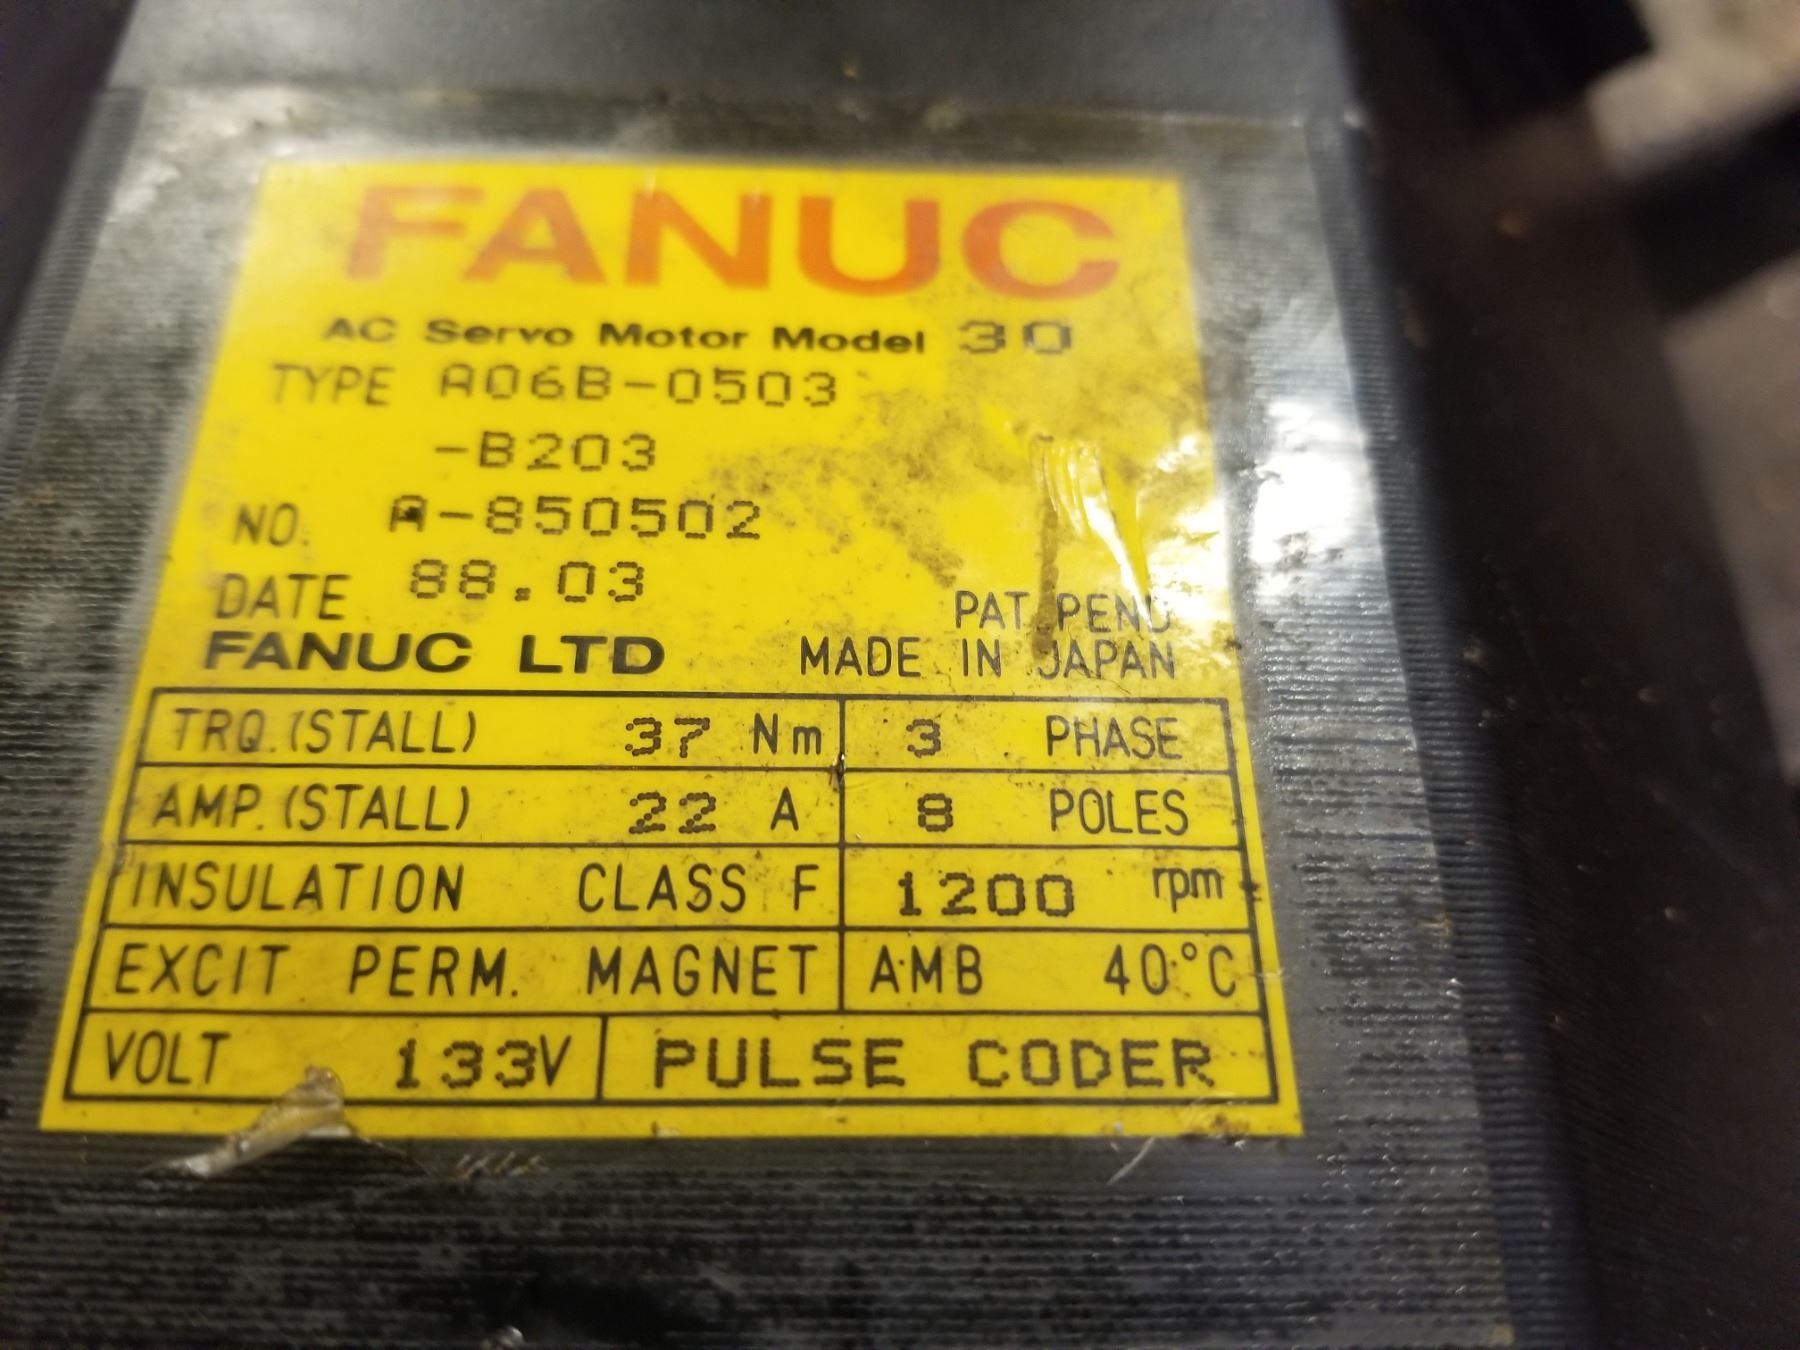 FANUC
AC Servo Motor Model 30
TYPE A06B-0503
-B203
NO. A-850502
DATE 88.03
PAT. PEND
FANUC LTD MADE IN JAPAN
TRQ.(STALL) 37 Nm 3 PHASE
AMP.(STALL) 22 A 8 POLES
INSULATION CLASS F 1200 rpm
EXCIT PERM. MAGNET AMB 40°C
VOLT 133V PULSE CODER